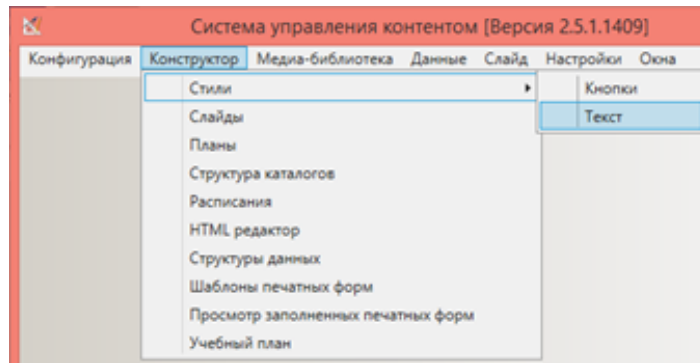 Система управления контентом [Версия 2.5.1.1409]
Конфигурация Конструктор Медиа-библиотека Данные Слайд Настройки Окна
Стили
Кнопки
Слайды
Текст
Планы
Структура каталогов
Расписания
HTML редактор
Структуры данных
Шаблоны печатных форм
Просмотр заполненных печатных форм
Учебный план